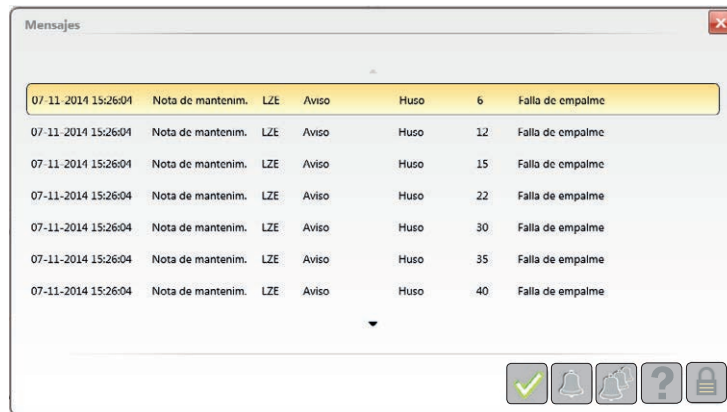 Mensajes
07-11-2014 15:26:04 Nota de mantenim. LZE Aviso Huso 6 Falla de empalme
07-11-2014 15:26:04 Nota de mantenim. LZE Aviso Huso 12 Falla de empalme
07-11-2014 15:26:04 Nota de mantenim. LZE Aviso Huso 15 Falla de empalme
07-11-2014 15:26:04 Nota de mantenim. LZE Aviso Huso 22 Falla de empalme
07-11-2014 15:26:04 Nota de mantenim. LZE Aviso Huso 30 Falla de empalme
07-11-2014 15:26:04 Nota de mantenim. LZE Aviso Huso 35 Falla de empalme
07-11-2014 15:26:04 Nota de mantenim. LZE Aviso Huso 40 Falla de empalme
?